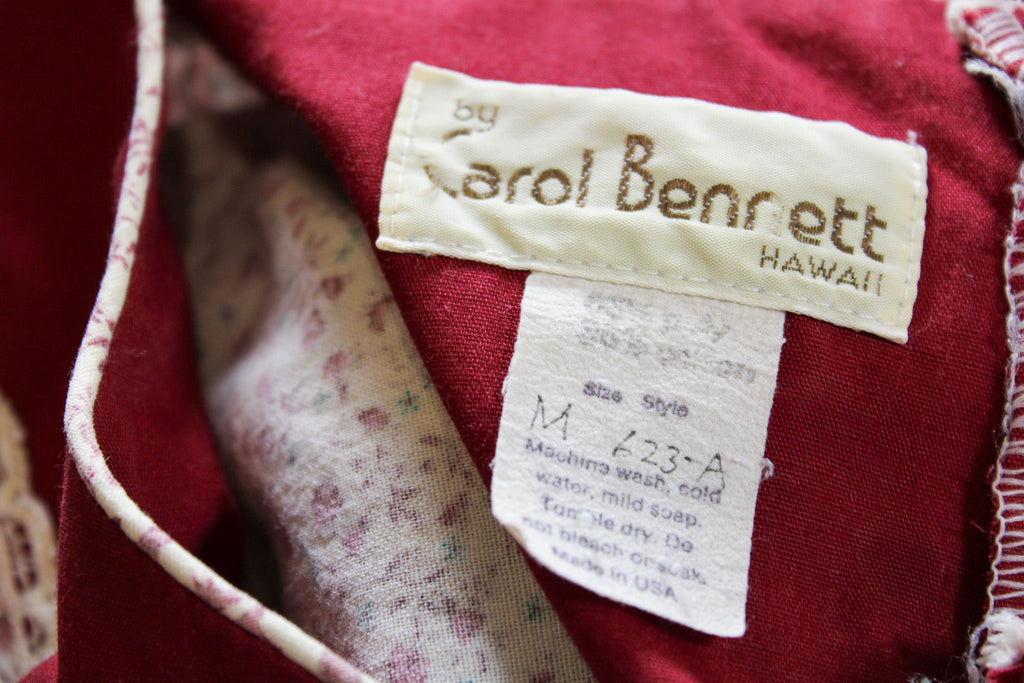 by
Carol Bennett
HAWAII
Size Style
M 623-A
Machine wash, cold
water, mild soap.
Tumble dry. Do
not bleach or soak.
Made in USA